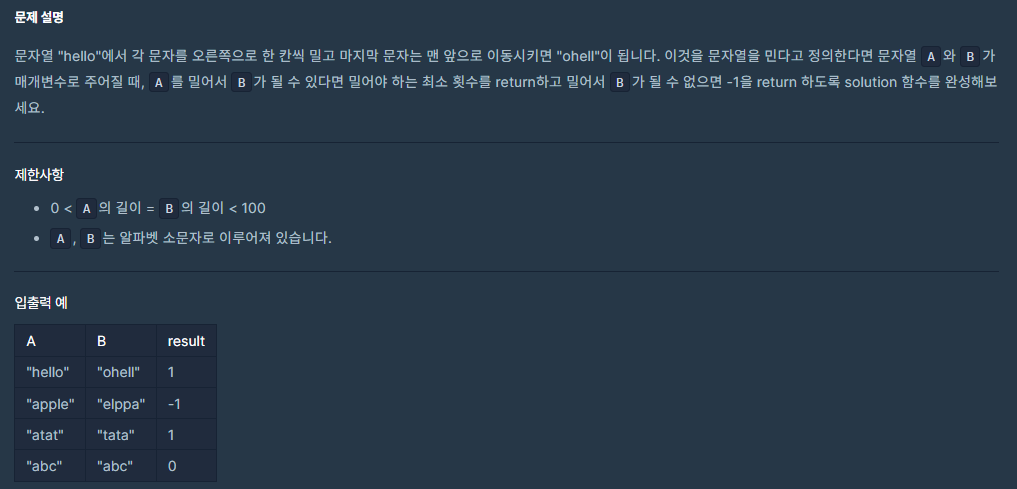 문제 설명
문자열 "hello"에서 각 문자를 오른쪽으로 한 칸씩 밀고 마지막 문자는 맨 앞으로 이동시키면 "ohell"이 됩니다. 이것을 문자열을 민다고 정의한다면 문자열 A와 B가
매개변수로 주어질 때, A를 밀어서 B가 될 수 있다면 밀어야 하는 최소 횟수를 return하고 밀어서 B가 될 수 없으면 -1을 return 하도록 solution 함수를 완성해보
세요.
제한사항
• 0 < A의 길이 = B의 길이 < 100
• A, B는 알파벳 소문자로 이루어져 있습니다.
입출력 예
A B result
"hello" "ohell" 1
"apple" "elppa" -1
"atat" "tata" 1
"abc" "abc" 0